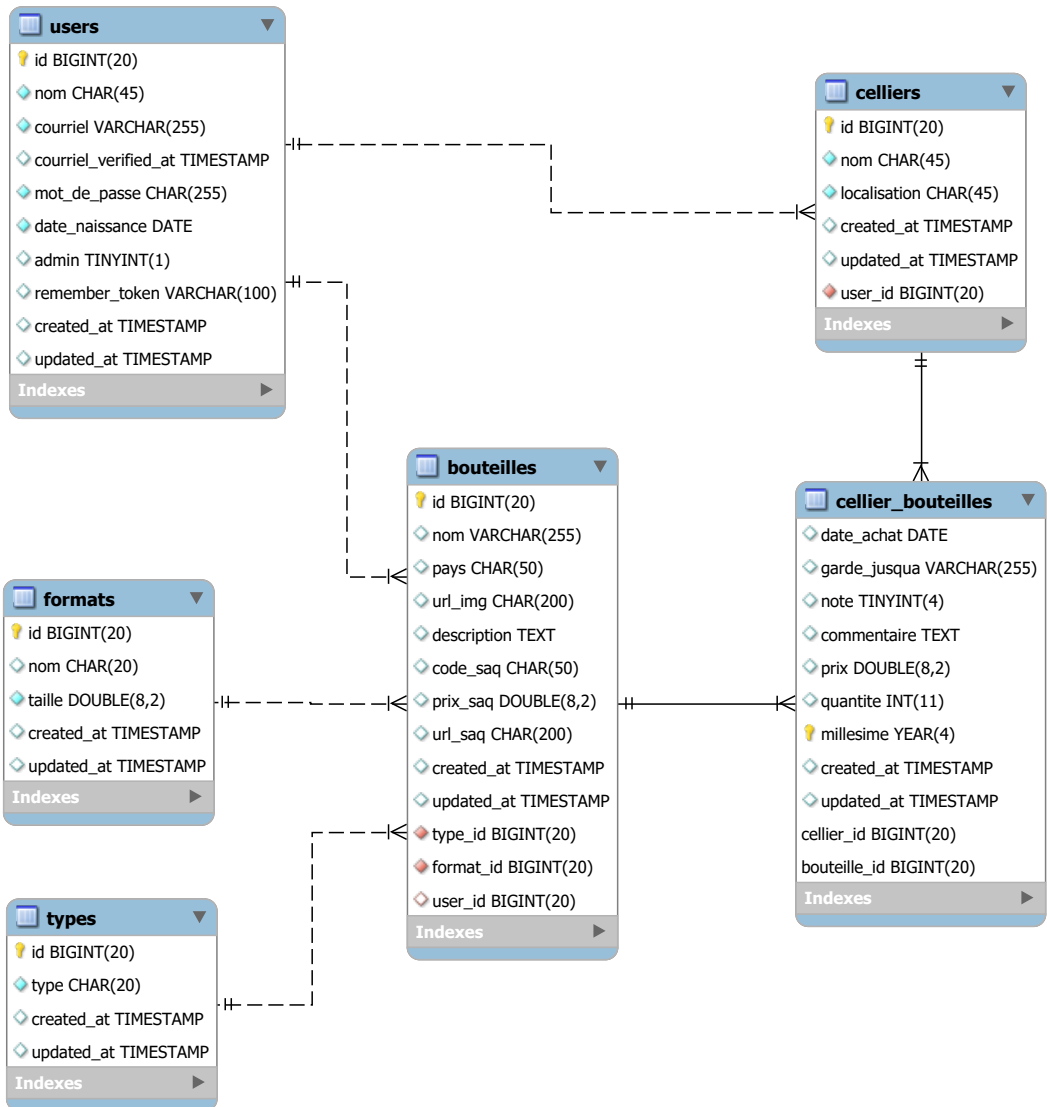 users
id BIGINT(20)
nom CHAR(45)
courriel VARCHAR(255)
courriel_verified_at TIMESTAMP
mot_de_passe CHAR(255)
date_naissance DATE
admin TINYINT(1)
remember_token VARCHAR(100)
created_at TIMESTAMP
updated_at TIMESTAMP
Indexes
celliers
id BIGINT(20)
nom CHAR(45)
localisation CHAR(45)
created_at TIMESTAMP
updated_at TIMESTAMP
user_id BIGINT(20)
Indexes
bouteilles
id BIGINT(20)
nom VARCHAR(255)
pays CHAR(50)
url_img CHAR(200)
description TEXT
code_saq CHAR(50)
prix_saq DOUBLE(8,2)
url_saq CHAR(200)
created_at TIMESTAMP
updated_at TIMESTAMP
type_id BIGINT(20)
format_id BIGINT(20)
user_id BIGINT(20)
Indexes
cellier_bouteilles
date_achat DATE
garde_jusqua VARCHAR(255)
note TINYINT(4)
commentaire TEXT
prix DOUBLE(8,2)
quantite INT(11)
millesime YEAR(4)
created_at TIMESTAMP
updated_at TIMESTAMP
cellier_id BIGINT(20)
bouteille_id BIGINT(20)
Indexes
formats
id BIGINT(20)
nom CHAR(20)
taille DOUBLE(8,2)
created_at TIMESTAMP
updated_at TIMESTAMP
Indexes
types
id BIGINT(20)
type CHAR(20)
created_at TIMESTAMP
updated_at TIMESTAMP
Indexes